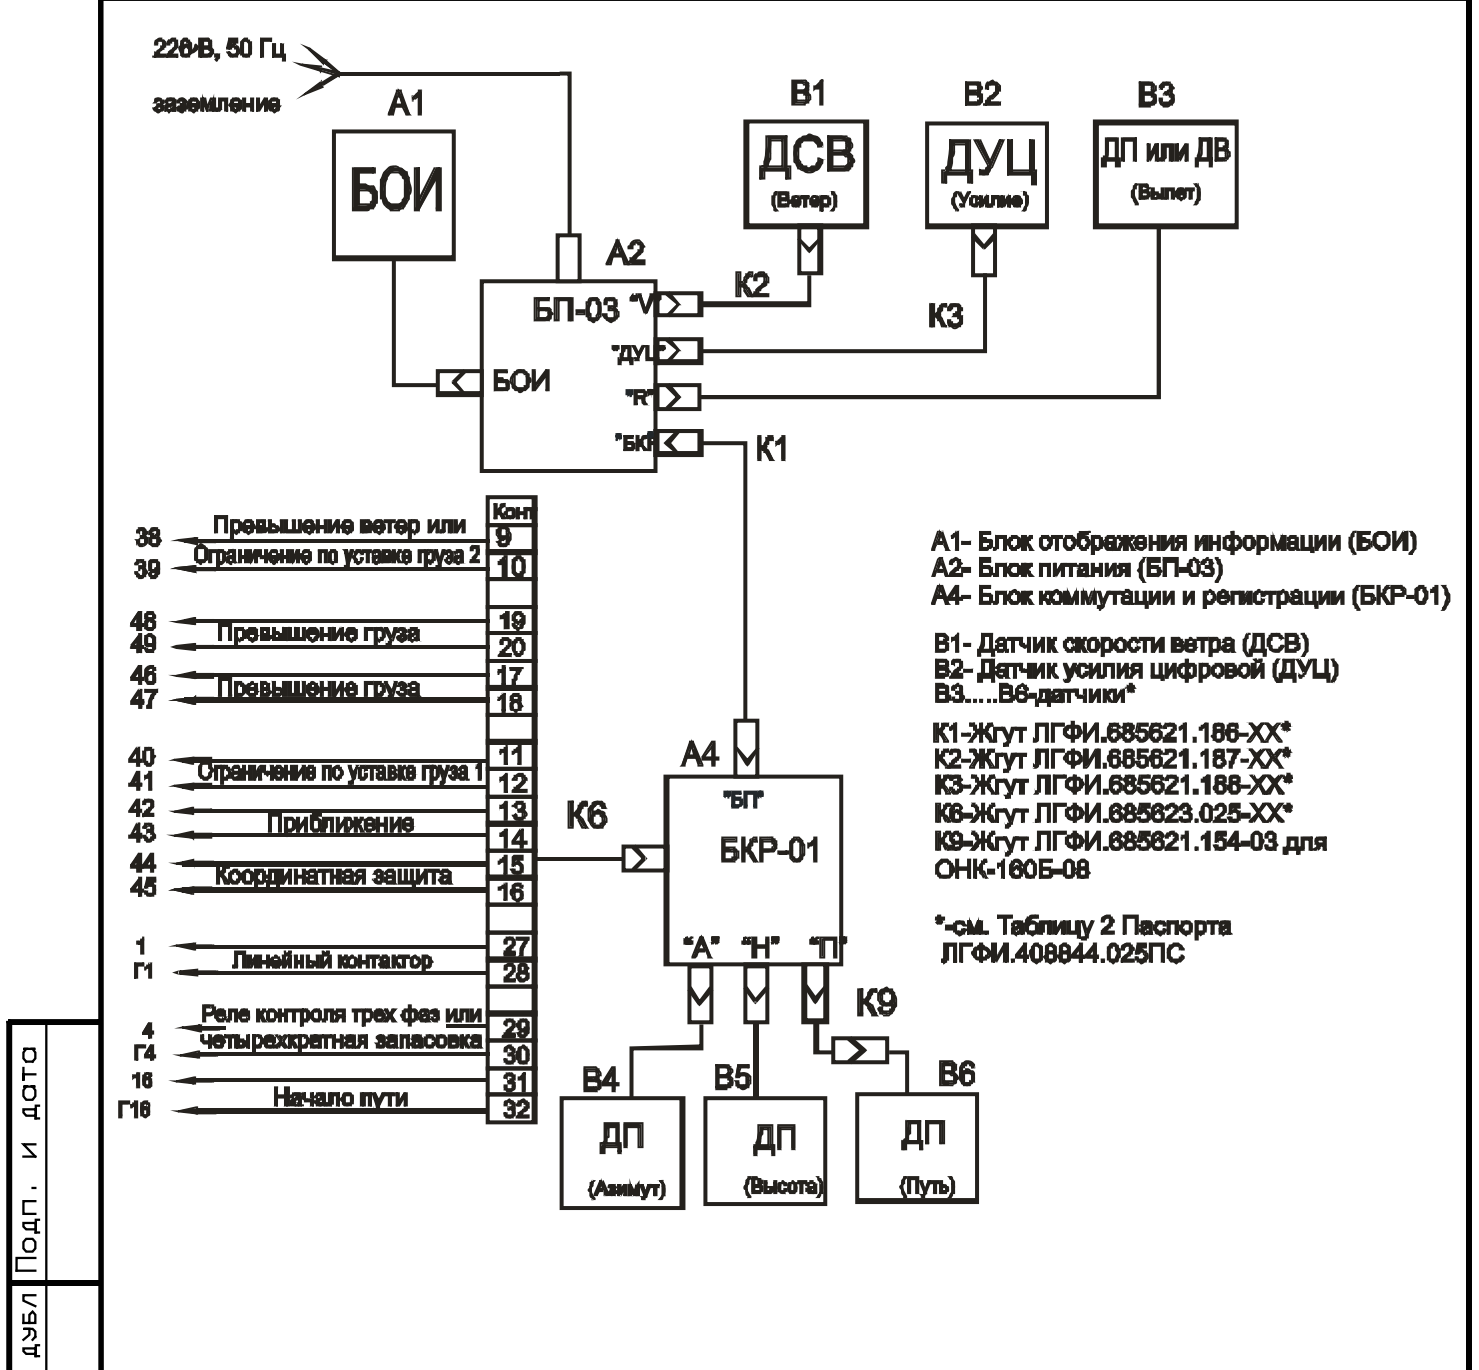 220 В, 50 Гц
заземление
А1
БОИ
В1
ДСВ
(Ветер)
В2
ДУЦ
(Усилие)
В3
ДП или ДВ
(Вылет)
А2
БП-03
"V"
"ДУЦ"
БОИ
"R"
"БКР
К2
К3
К1
Конт
38
Превышение ветер или
9
39
Ограничение по уставке груза 2
10
48
19
49
Превышение груза
20
46
17
47
Превышение груза
18
40
11
41
Ограничение по уставке груза 1
12
42
13
43
Приближение
14
44
15
45
Координатная защита
16
1
27
Г1
Линейный контактор
28
4
Реле контроля трех фаз или
29
Г4
четырехкратная запасовка
30
16
31
Г16
Начало пути
32
К6
А4
"БП"
БКР-01
"А"
"Н"
"П"
К9
В4
ДП
(Азимут)
В5
ДП
(Высота)
В6
ДП
(Путь)
А1- Блок отображения информации (БОИ)
А2- Блок питания (БП-03)
А4- Блок коммутации и регистрации (БКР-01)
В1- Датчик скорости ветра (ДСВ)
В2- Датчик усилия цифровой (ДУЦ)
В3.....В6-датчики*
К1-Жгут ЛГФИ.685621.186-ХХ*
К2-Жгут ЛГФИ.685621.187-ХХ*
К3-Жгут ЛГФИ.685621.188-ХХ*
К6-Жгут ЛГФИ.685623.025-ХХ*
К9-Жгут ЛГФИ.685621.154-03 для
ОНК-160Б-08
*-см. Таблицу 2 Паспорта
ЛГФИ.408844.025ПС
Подп. и дата
дубл